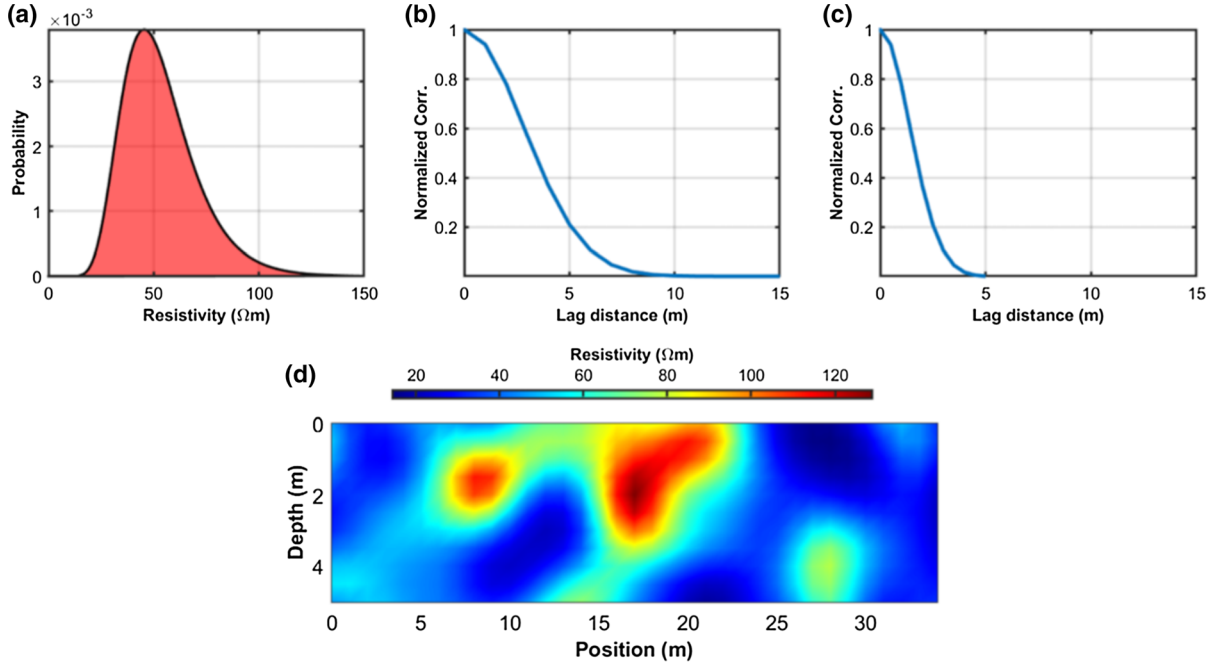 (a)
×10⁻³
3
2
1
0
Probability
0 50 100 150
Resistivity (Ωm)
(b)
1
0.8
0.6
0.4
0.2
Normalized Corr.
0 5 10 15
Lag distance (m)
(c)
1
0.8
0.6
0.4
0.2
Normalized Corr.
0 5 10 15
Lag distance (m)
(d)
Resistivity (Ωm)
20 40 60 80 100 120
0
2
4
Depth (m)
0 5 10 15 20 25 30
Position (m)